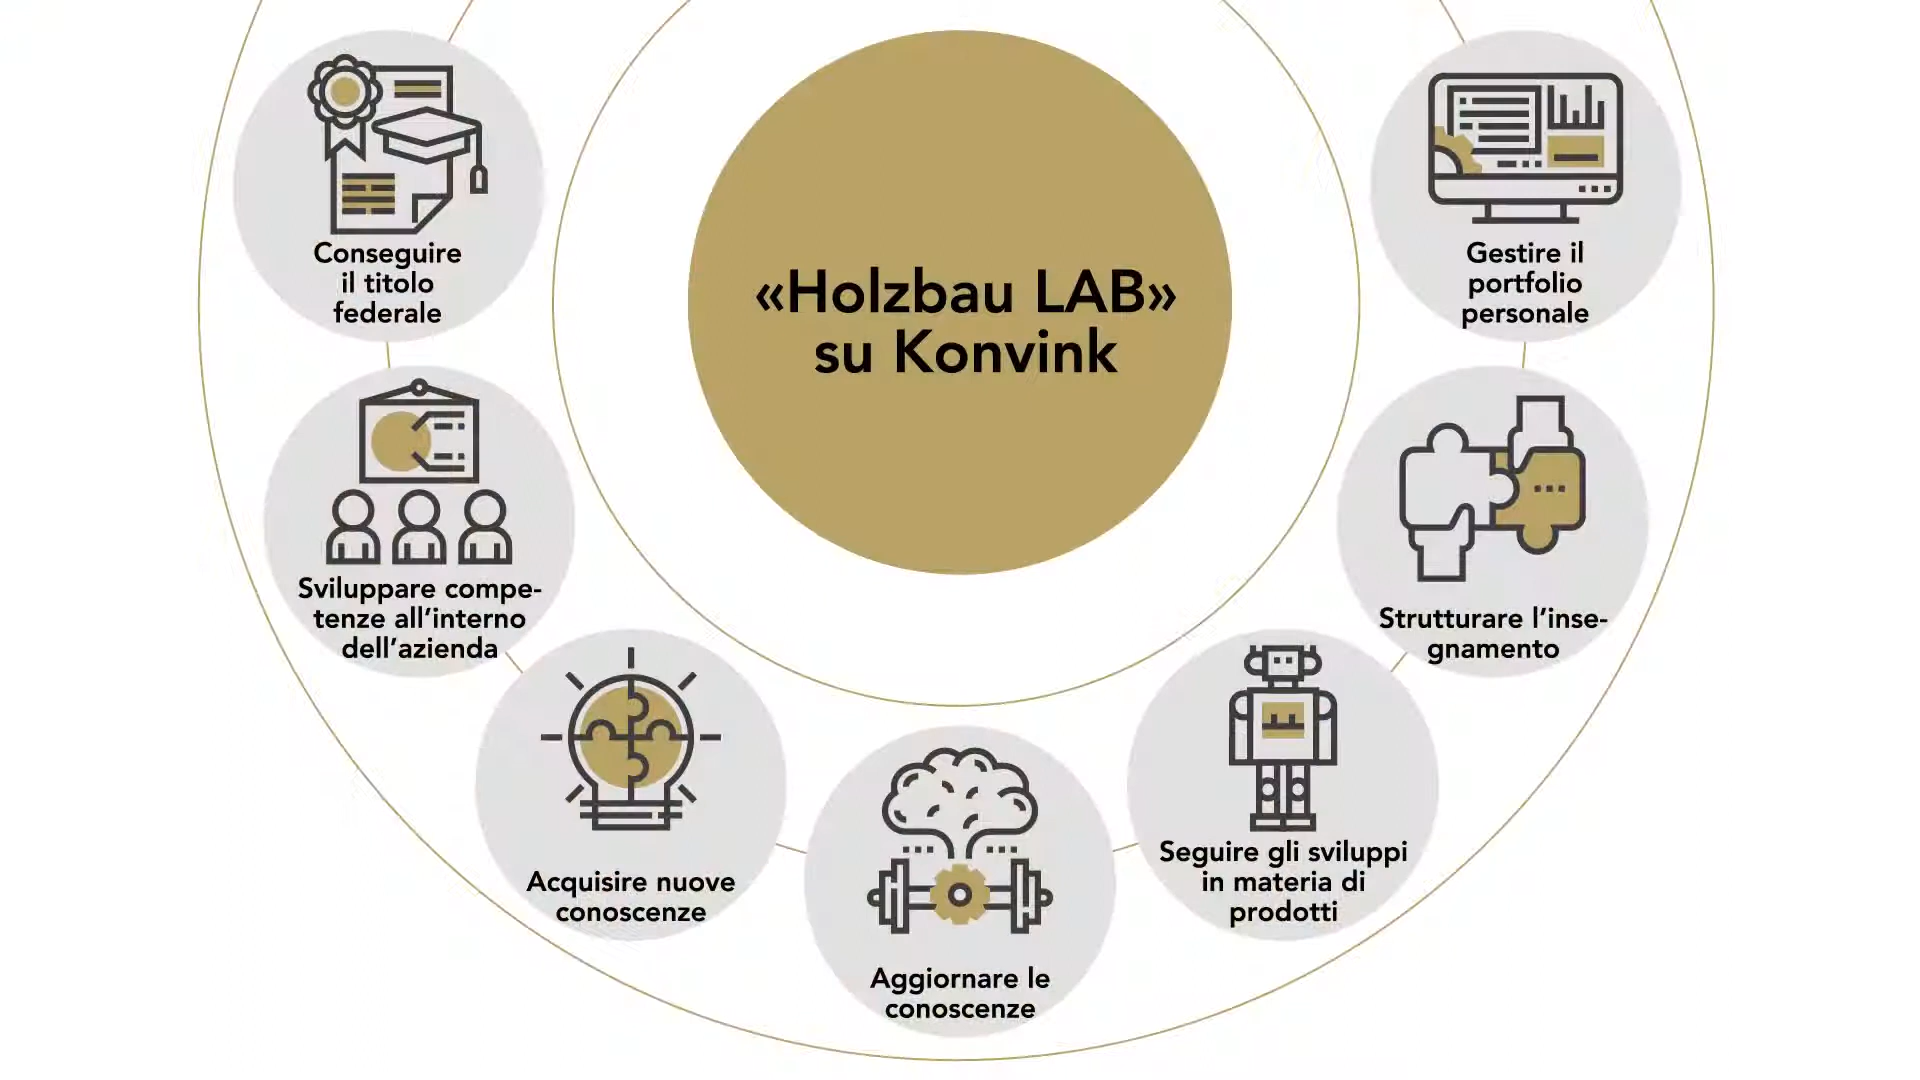 «Holzbau LAB»
su Konvink
Conseguire
il titolo
federale
Sviluppare compe-
tenze all’interno
dell’azienda
Acquisire nuove
conoscenze
Aggiornare le
conoscenze
Seguire gli sviluppi
in materia di
prodotti
Strutturare l’inse-
gnamento
Gestire il
portfolio
personale